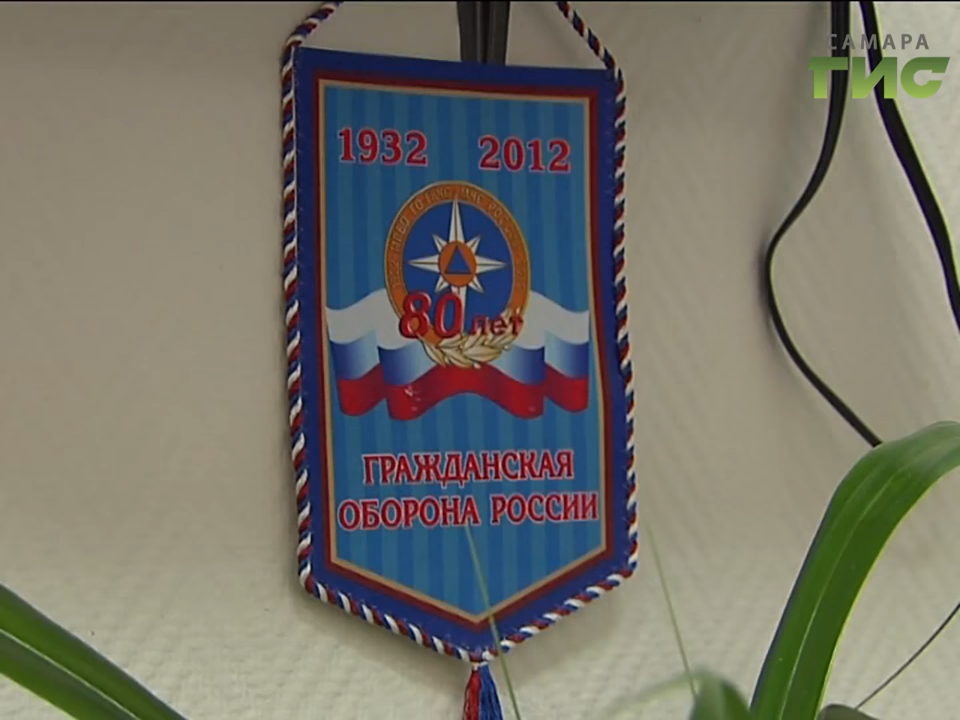 САМАРА
ГИС
1932 2012
80 лет
ГРАЖДАНСКАЯ
ОБОРОНА РОССИИ